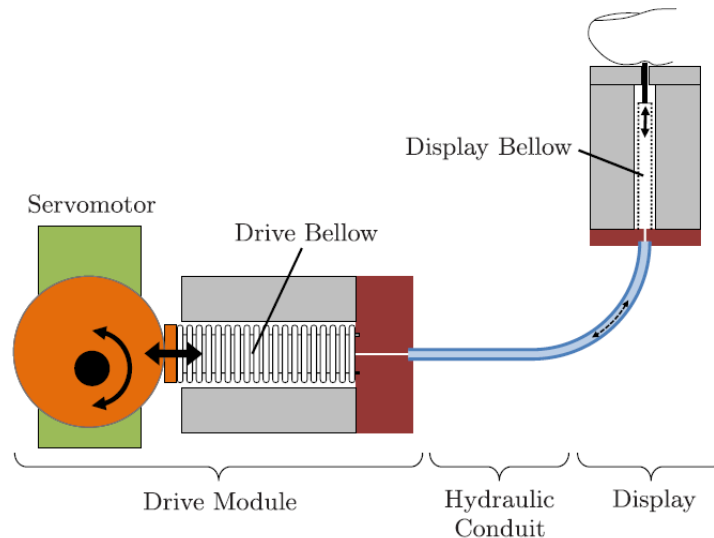 Display Bellow
Servomotor
Drive Bellow
Drive Module
Hydraulic
Conduit
Display